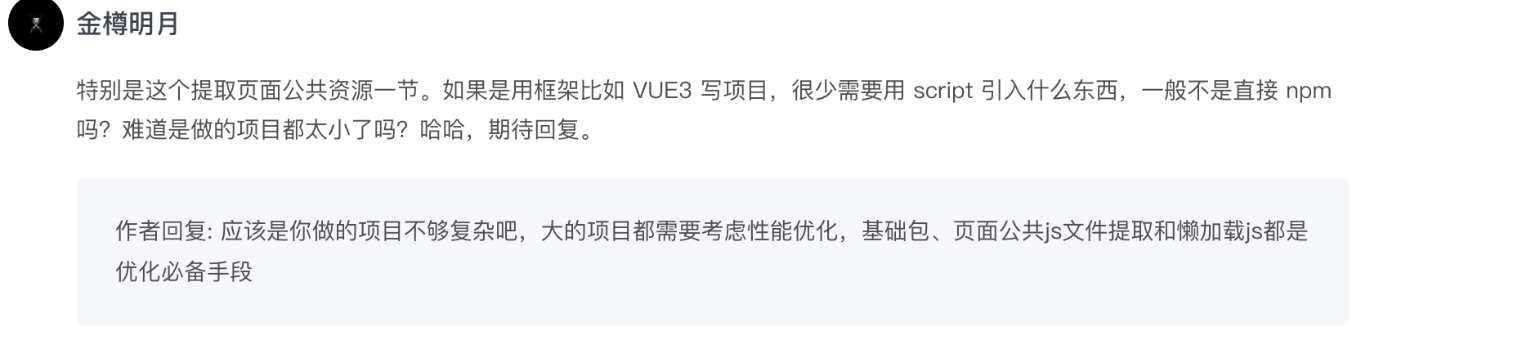 金樽明月
特别是这个提取页面公共资源一节。如果是用框架比如 VUE3 写项目，很少需要用 script 引入什么东西，一般不是直接 npm
吗？难道是做的项目都太小了吗？哈哈，期待回复。
作者回复: 应该是你做的项目不够复杂吧，大的项目都需要考虑性能优化，基础包、页面公共js文件提取和懒加载js都是
优化必备手段